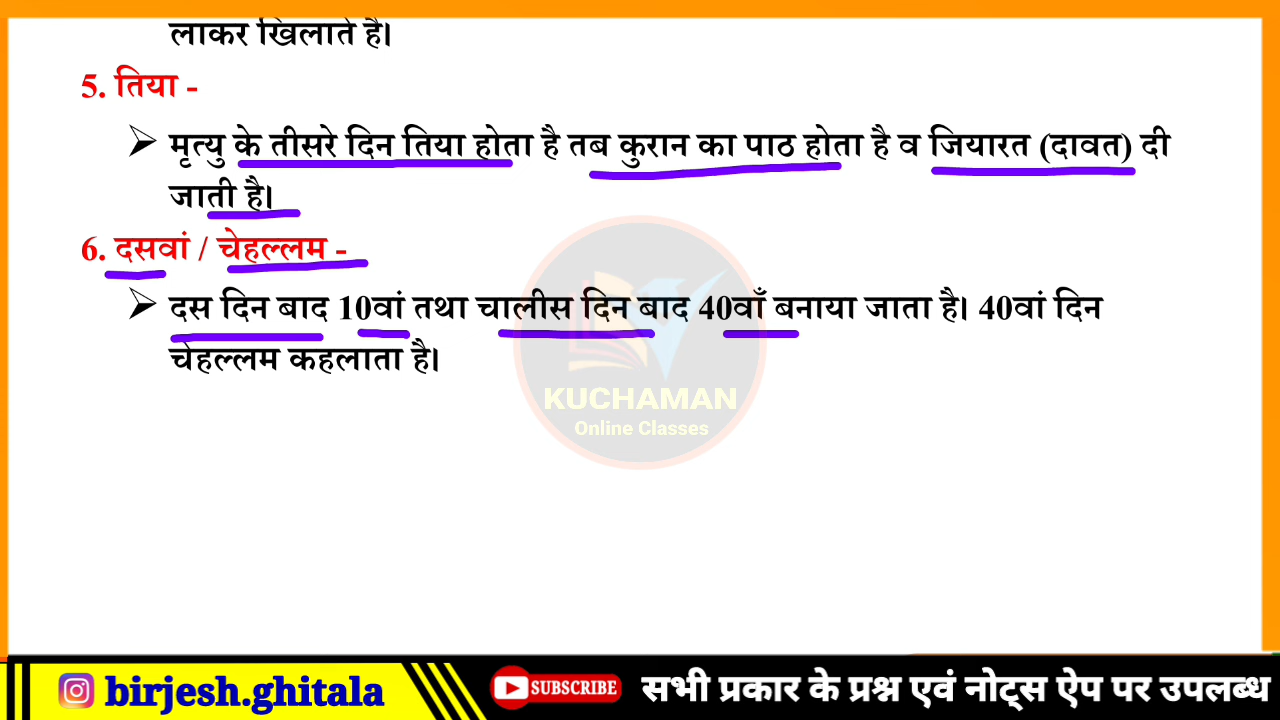 लाकर खिलाते है।
5. तिया -
➢ मृत्यु के तीसरे दिन तिया होता है तब कुरान का पाठ होता है व जियारत (दावत) दी
जाती है।
6. दसवां / चेहल्लम -
➢ दस दिन बाद 10वां तथा चालीस दिन बाद 40वाँ बनाया जाता है। 40वां दिन
चेहल्लम कहलाता है।
KUCHAMAN
Online Classes
birjesh.ghitala
SUBSCRIBE
सभी प्रकार के प्रश्न एवं नोट्स ऐप पर उपलब्ध